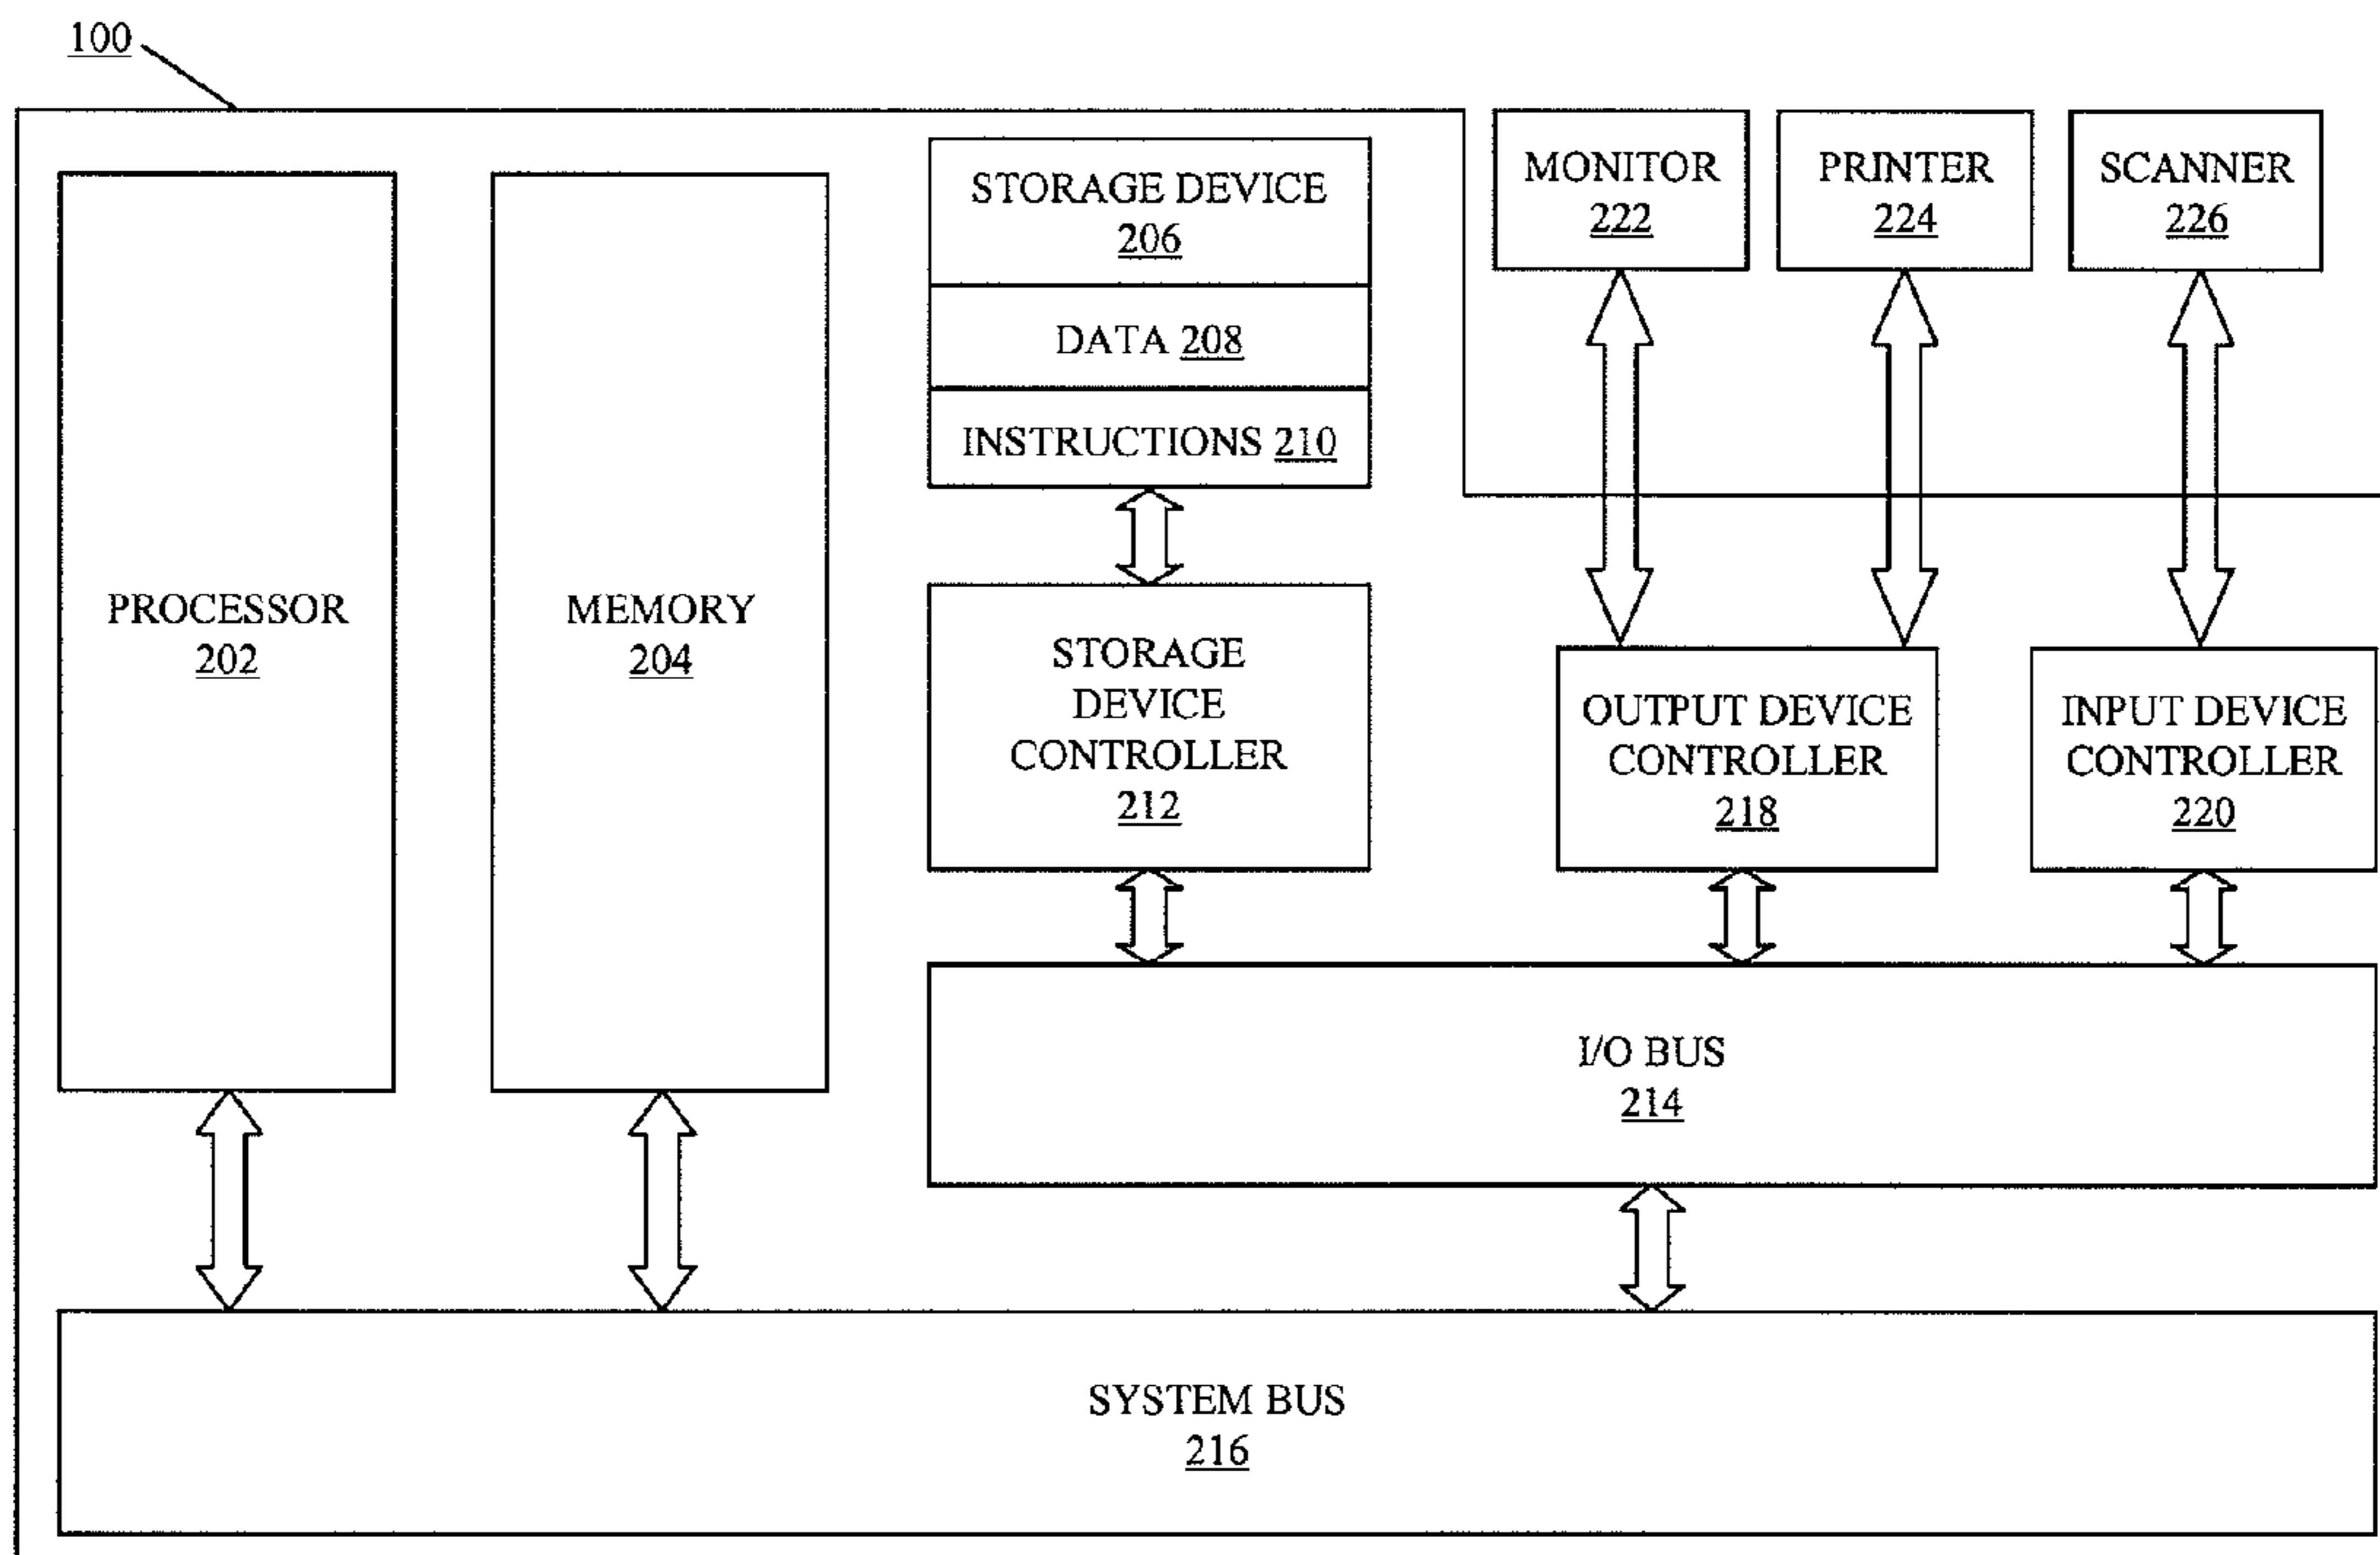 100
PROCESSOR
202
MEMORY
204
STORAGE DEVICE
206
DATA 208
INSTRUCTIONS 210
STORAGE
DEVICE
CONTROLLER
212
MONITOR
222
PRINTER
224
SCANNER
226
OUTPUT DEVICE
CONTROLLER
218
INPUT DEVICE
CONTROLLER
220
I/O BUS
214
SYSTEM BUS
216